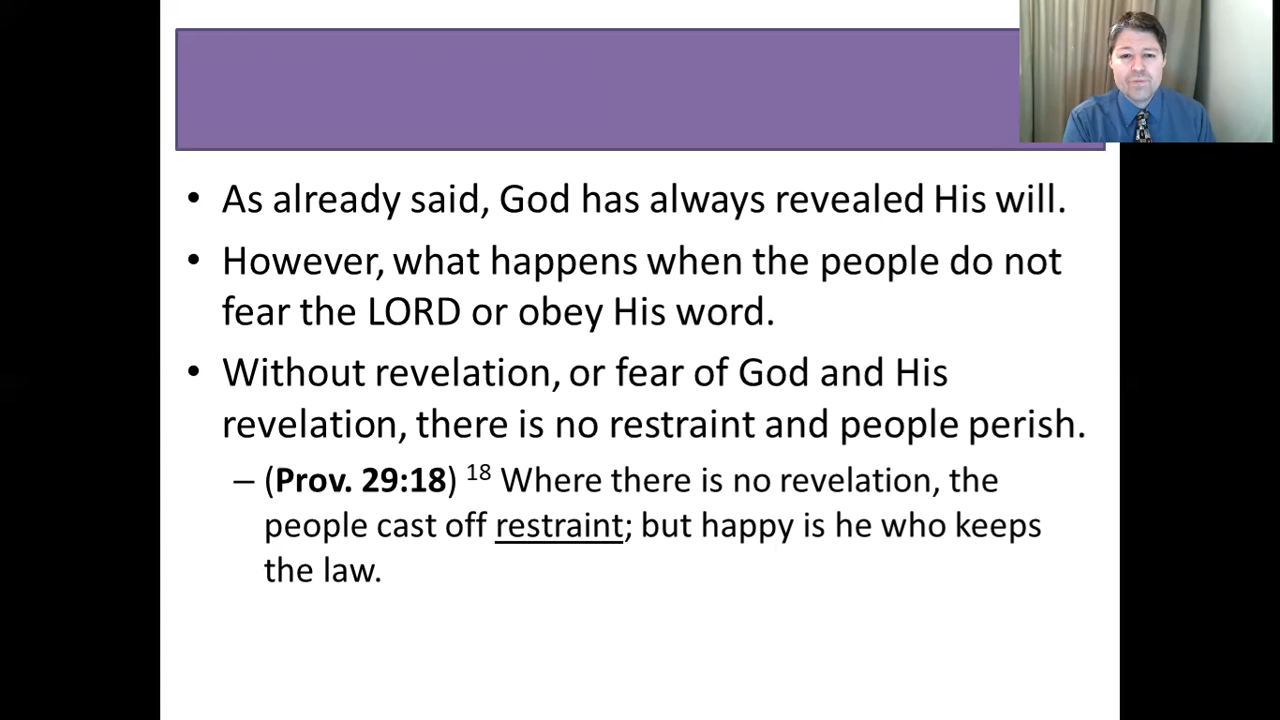 • As already said, God has always revealed His will.
• However, what happens when the people do not
fear the LORD or obey His word.
• Without revelation, or fear of God and His
revelation, there is no restraint and people perish.
– (Prov. 29:18) 18 Where there is no revelation, the
people cast off restraint; but happy is he who keeps
the law.